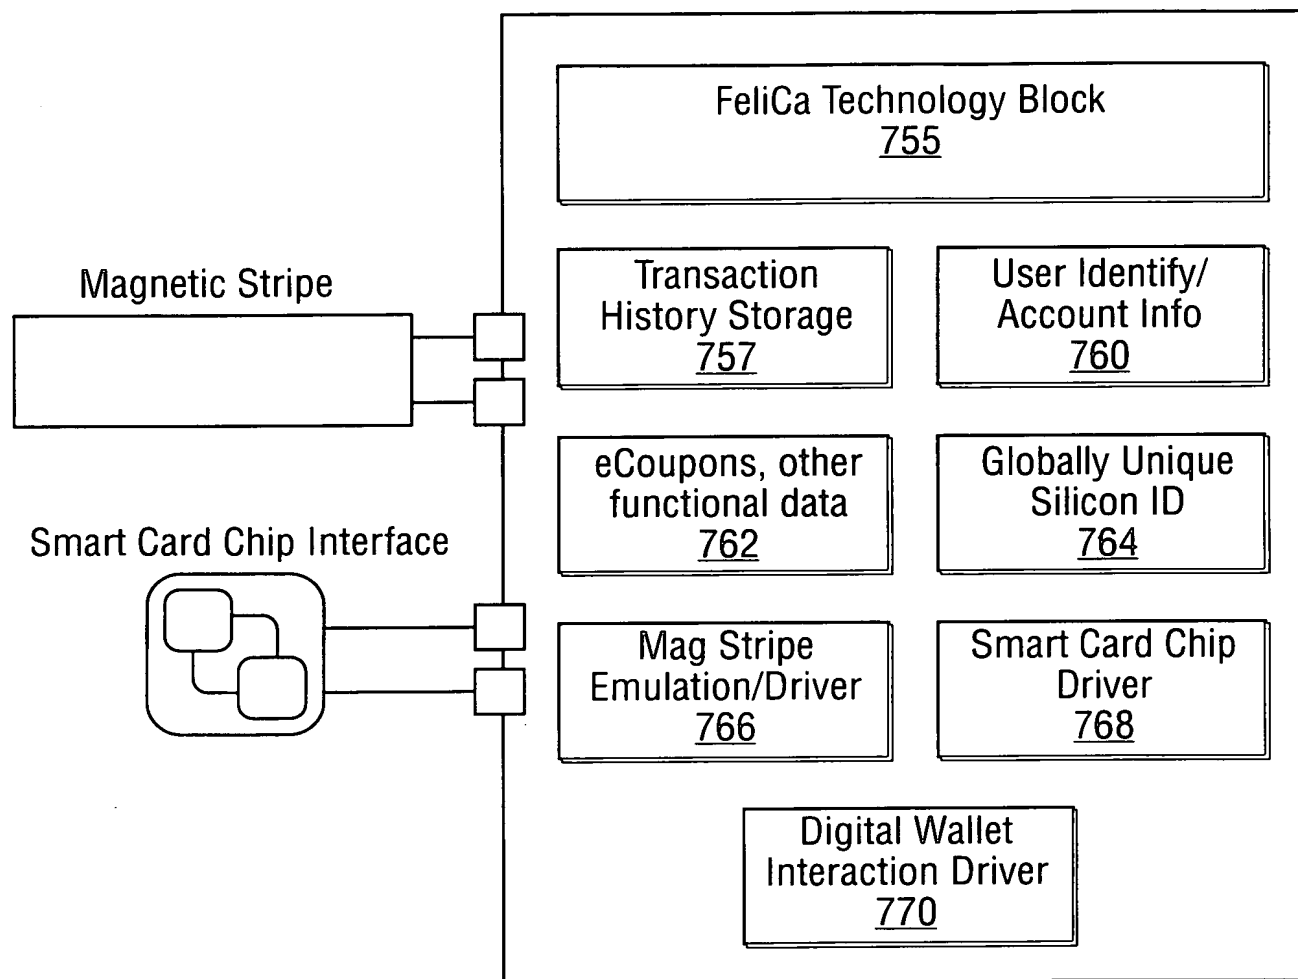 FeliCa Technology Block
755
Magnetic Stripe
Transaction
History Storage
757
User Identify/
Account Info
760
eCoupons, other
functional data
762
Globally Unique
Silicon ID
764
Smart Card Chip Interface
Mag Stripe
Emulation/Driver
766
Smart Card Chip
Driver
768
Digital Wallet
Interaction Driver
770